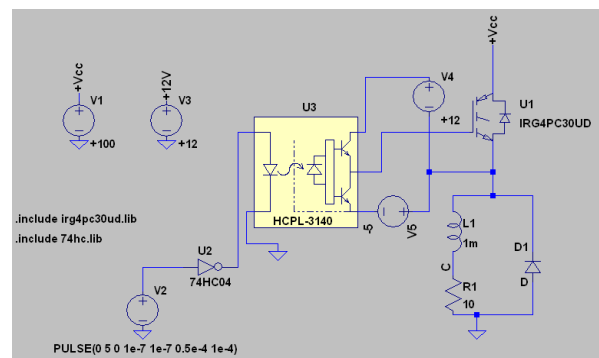 +Vcc
V1
+100
+12V
V3
+12
U3
HCPL-3140
V4
+12
+Vcc
U1
IRG4PC30UD
-5
V5
L1
1m
C
R1
10
D1
D
.include irg4pc30ud.lib
.include 74hc.lib
U2
74HC04
V2
PULSE(0 5 0 1e-7 1e-7 0.5e-4 1e-4)